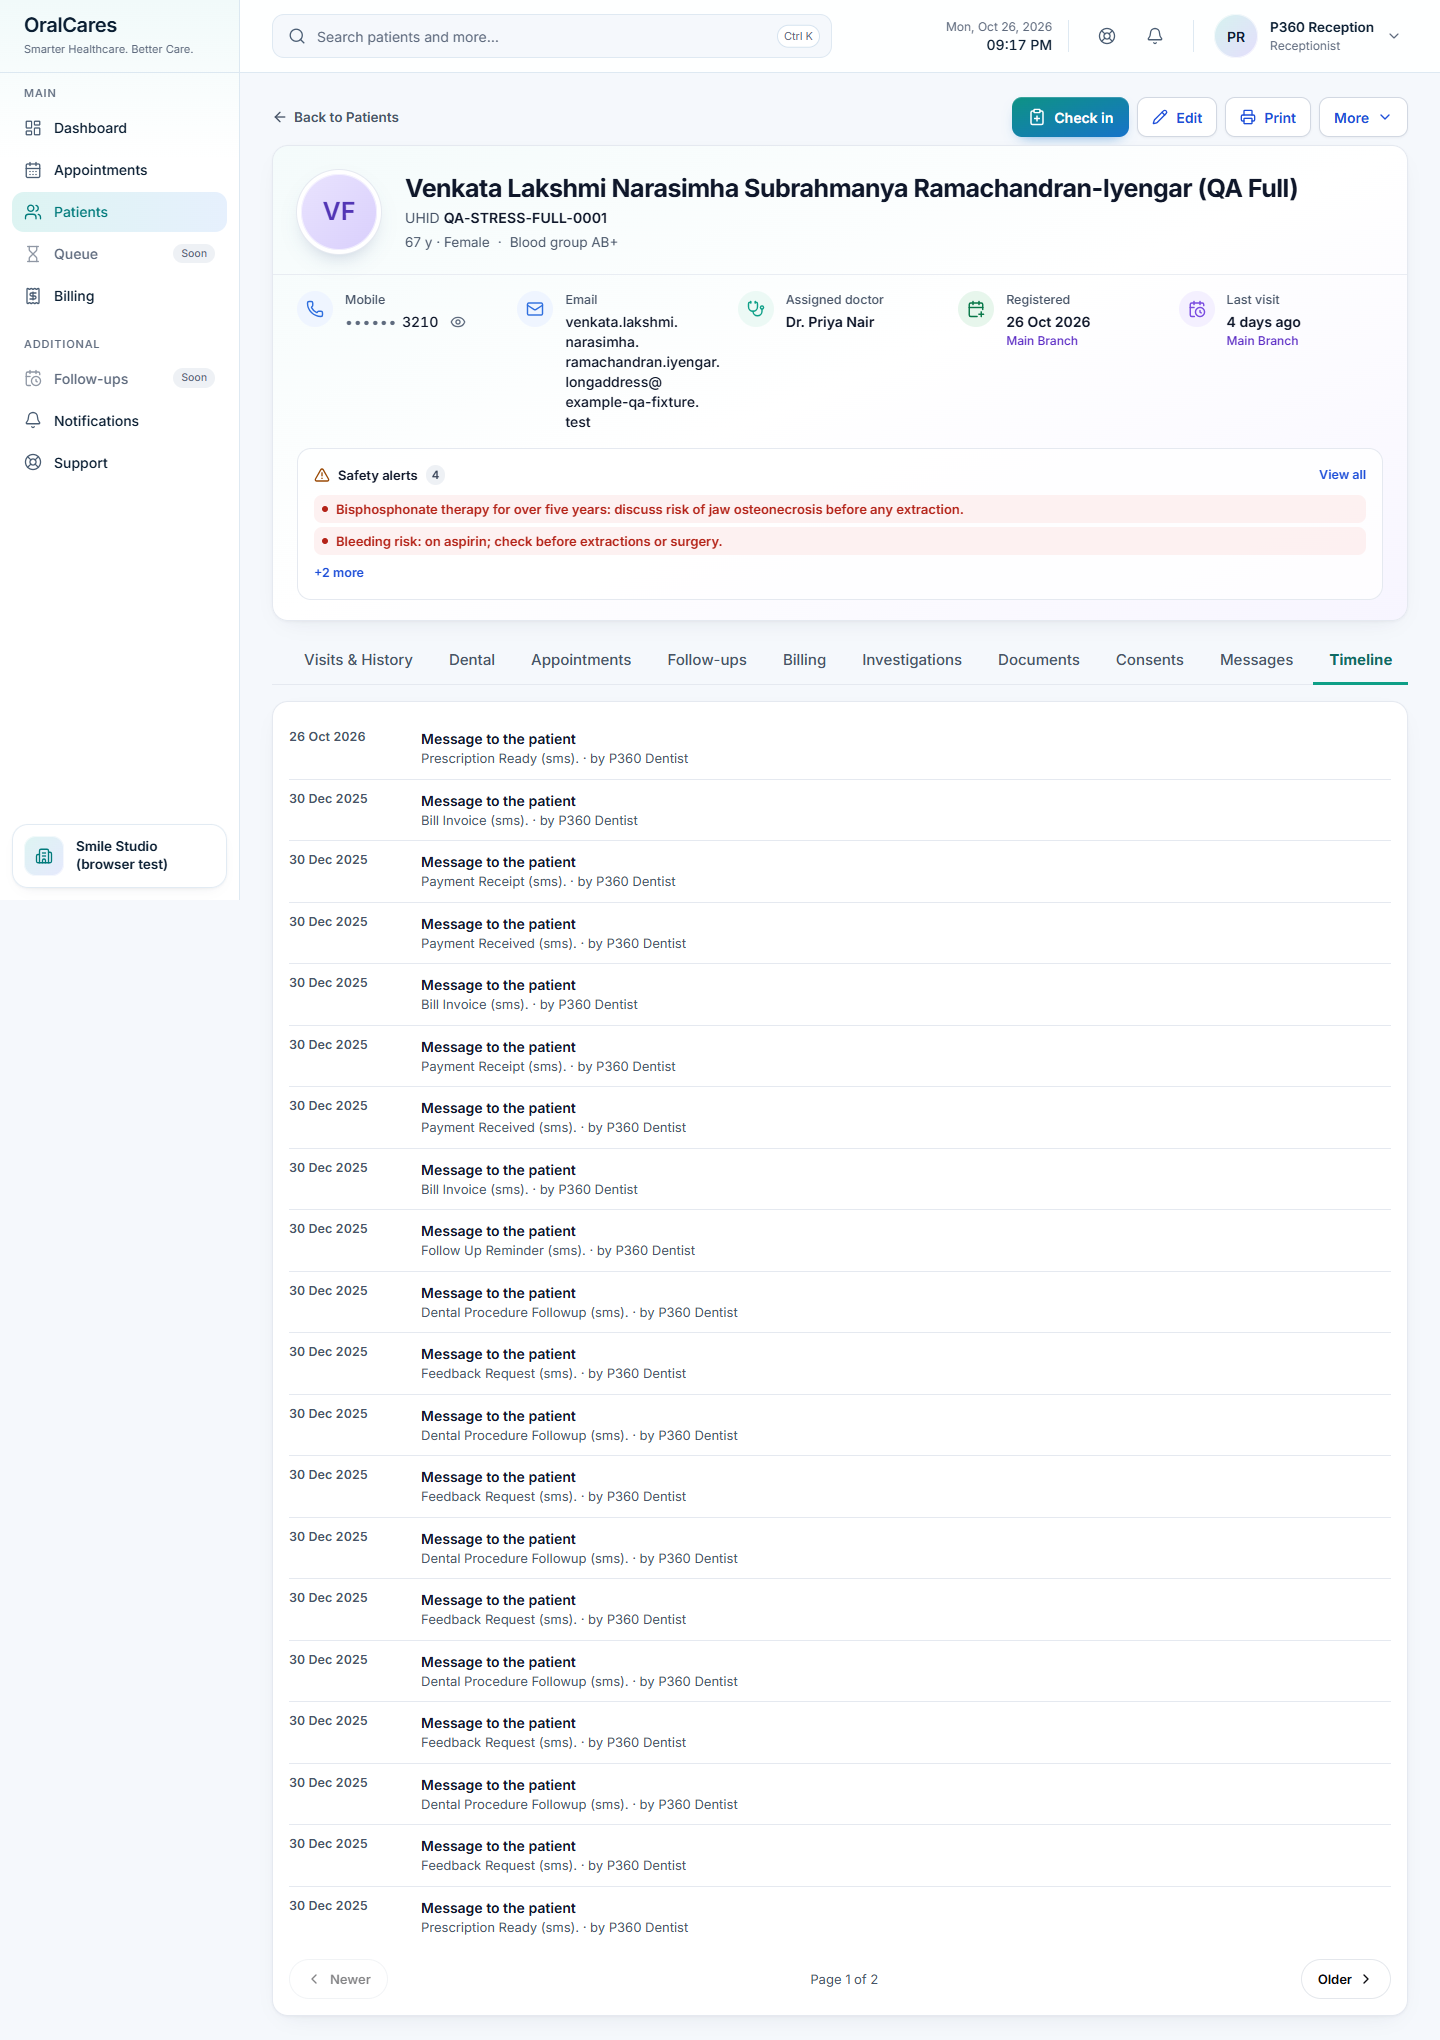 OralCares
Smarter Healthcare. Better Care.
Search patients and more...
Ctrl K
Mon, Oct 26, 2026
09:17 PM
PR
P360 Reception
Receptionist
MAIN
Dashboard
Appointments
Patients
Queue
Soon
Billing
ADDITIONAL
Follow-ups
Soon
Notifications
Support
Smile Studio
(browser test)
Back to Patients
Check in
Edit
Print
More
VF
Venkata Lakshmi Narasimha Subrahmanya Ramachandran-Iyengar (QA Full)
UHID QA-STRESS-FULL-0001
67 y · Female · Blood group AB+
Mobile
•••••• 3210
Email
venkata.lakshmi.
narasimha.
ramachandran.iyengar.
longaddress@
example-qa-fixture.
test
Assigned doctor
Dr. Priya Nair
Registered
26 Oct 2026
Main Branch
Last visit
4 days ago
Main Branch
Safety alerts 4
View all
Bisphosphonate therapy for over five years: discuss risk of jaw osteonecrosis before any extraction.
Bleeding risk: on aspirin; check before extractions or surgery.
+2 more
Visits & History
Dental
Appointments
Follow-ups
Billing
Investigations
Documents
Consents
Messages
Timeline
26 Oct 2026
Message to the patient
Prescription Ready (sms). · by P360 Dentist
30 Dec 2025
Message to the patient
Bill Invoice (sms). · by P360 Dentist
30 Dec 2025
Message to the patient
Payment Receipt (sms). · by P360 Dentist
30 Dec 2025
Message to the patient
Payment Received (sms). · by P360 Dentist
30 Dec 2025
Message to the patient
Bill Invoice (sms). · by P360 Dentist
30 Dec 2025
Message to the patient
Payment Receipt (sms). · by P360 Dentist
30 Dec 2025
Message to the patient
Payment Received (sms). · by P360 Dentist
30 Dec 2025
Message to the patient
Bill Invoice (sms). · by P360 Dentist
30 Dec 2025
Message to the patient
Follow Up Reminder (sms). · by P360 Dentist
30 Dec 2025
Message to the patient
Dental Procedure Followup (sms). · by P360 Dentist
30 Dec 2025
Message to the patient
Feedback Request (sms). · by P360 Dentist
30 Dec 2025
Message to the patient
Dental Procedure Followup (sms). · by P360 Dentist
30 Dec 2025
Message to the patient
Feedback Request (sms). · by P360 Dentist
30 Dec 2025
Message to the patient
Dental Procedure Followup (sms). · by P360 Dentist
30 Dec 2025
Message to the patient
Feedback Request (sms). · by P360 Dentist
30 Dec 2025
Message to the patient
Dental Procedure Followup (sms). · by P360 Dentist
30 Dec 2025
Message to the patient
Feedback Request (sms). · by P360 Dentist
30 Dec 2025
Message to the patient
Dental Procedure Followup (sms). · by P360 Dentist
30 Dec 2025
Message to the patient
Feedback Request (sms). · by P360 Dentist
30 Dec 2025
Message to the patient
Prescription Ready (sms). · by P360 Dentist
Newer
Page 1 of 2
Older